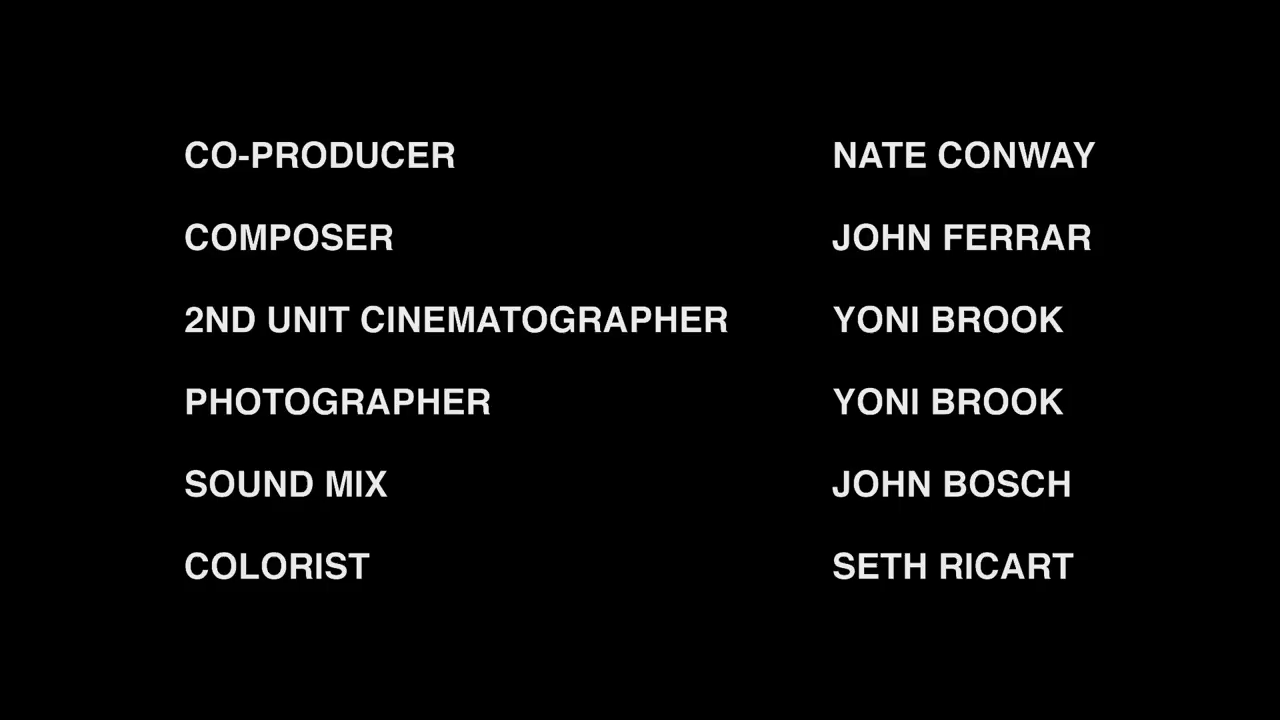 CO-PRODUCER NATE CONWAY
COMPOSER JOHN FERRAR
2ND UNIT CINEMATOGRAPHER YONI BROOK
PHOTOGRAPHER YONI BROOK
SOUND MIX JOHN BOSCH
COLORIST SETH RICART